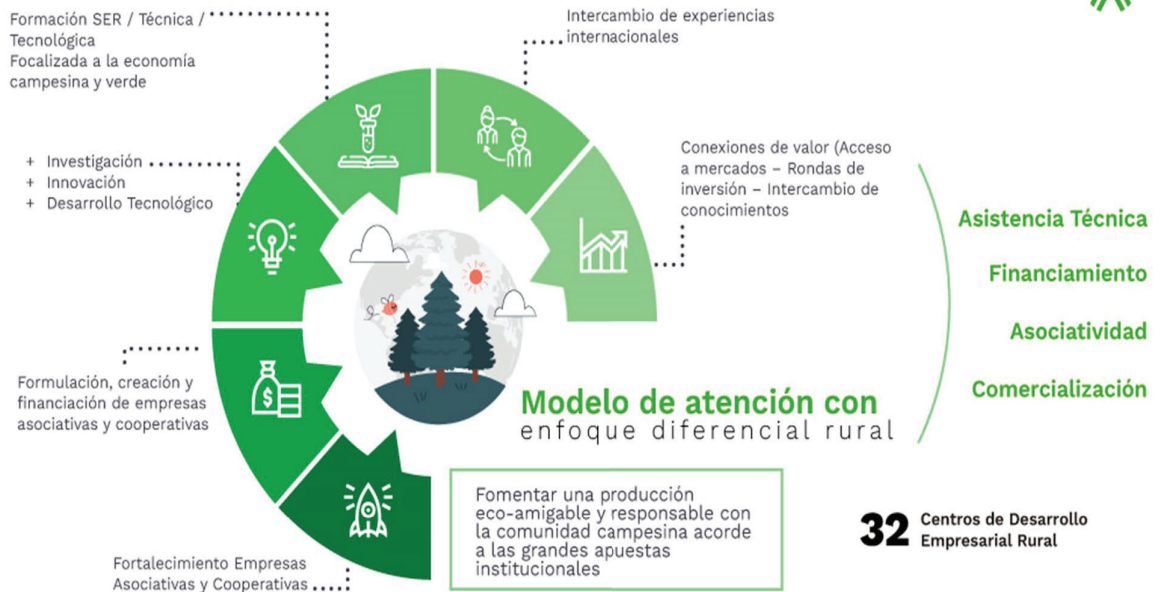 Formación SER / Técnica /
Tecnológica
Focalizada a la economía
campesina y verde
Intercambio de experiencias
internacionales
+ Investigación
+ Innovación
+ Desarrollo Tecnológico
Conexiones de valor (Acceso
a mercados – Rondas de
inversión – Intercambio de
conocimientos
Asistencia Técnica
Financiamiento
Asociatividad
Comercialización
Formulación, creación y
financiación de empresas
asociativas y cooperativas
$
Modelo de atención con
enfoque diferencial rural
Fomentar una producción
eco-amigable y responsable con
la comunidad campesina acorde
a las grandes apuestas
institucionales
32 Centros de Desarrollo
Empresarial Rural
Fortalecimiento Empresas
Asociativas y Cooperativas